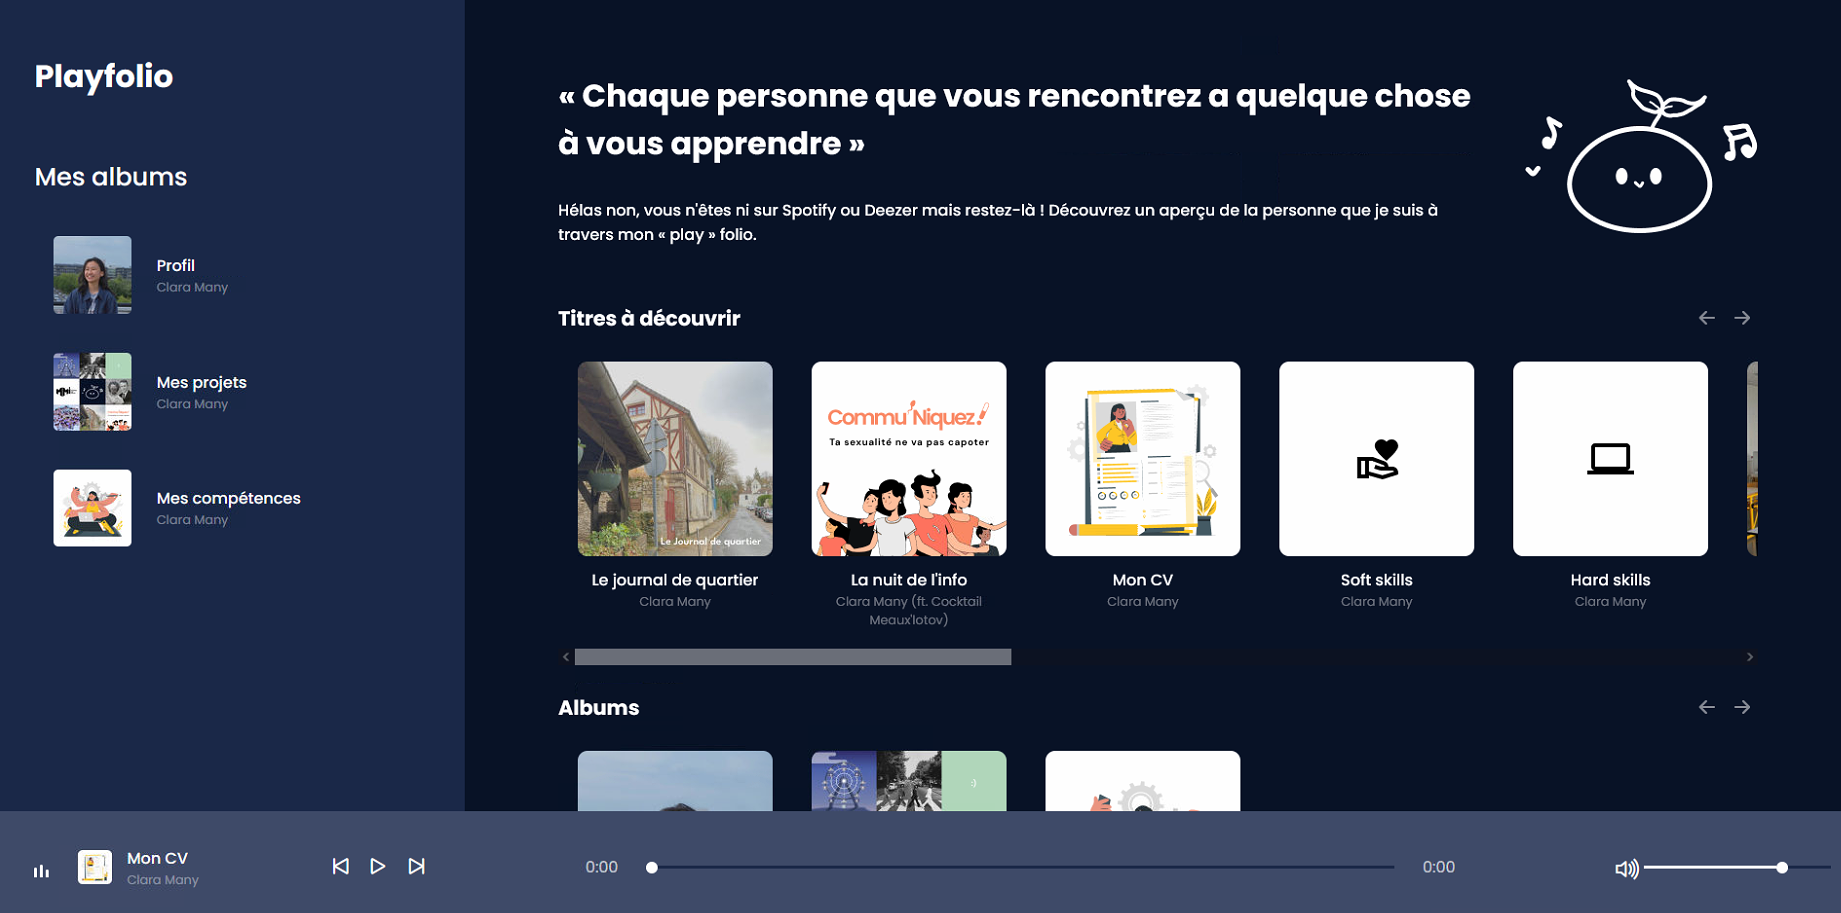 Playfolio
Mes albums
Profil
Clara Many
Mes projets
Clara Many
Mes compétences
Clara Many
« Chaque personne que vous rencontrez a quelque chose
à vous apprendre »
Hélas non, vous n'êtes ni sur Spotify ou Deezer mais restez-là ! Découvrez un aperçu de la personne que je suis à
travers mon « play » folio.
Titres à découvrir
Le Journal de quartier
Commu'Niquez!
Ta sexualité ne va pas capoter
Le journal de quartier
Clara Many
La nuit de l'info
Clara Many (ft. Cocktail
Meaux'lotov)
Mon CV
Clara Many
Soft skills
Clara Many
Hard skills
Clara Many
Albums
:)
Mon CV
Clara Many
0:00
0:00